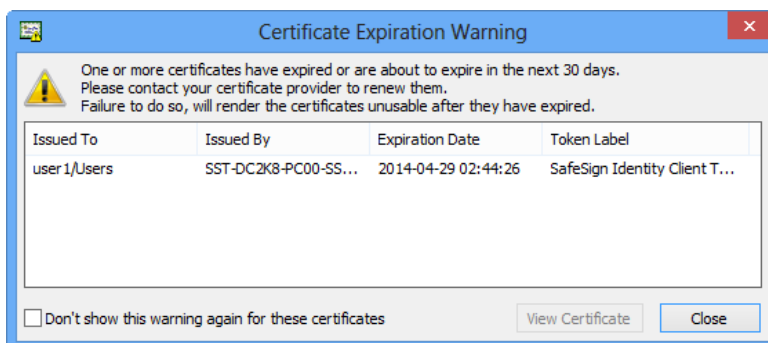 Certificate Expiration Warning
One or more certificates have expired or are about to expire in the next 30 days.
Please contact your certificate provider to renew them.
Failure to do so, will render the certificates unusable after they have expired.
Issued To Issued By Expiration Date Token Label
user1/Users SST-DC2K8-PC00-SS... 2014-04-29 02:44:26 SafeSign Identity Client T...
Don't show this warning again for these certificates View Certificate Close